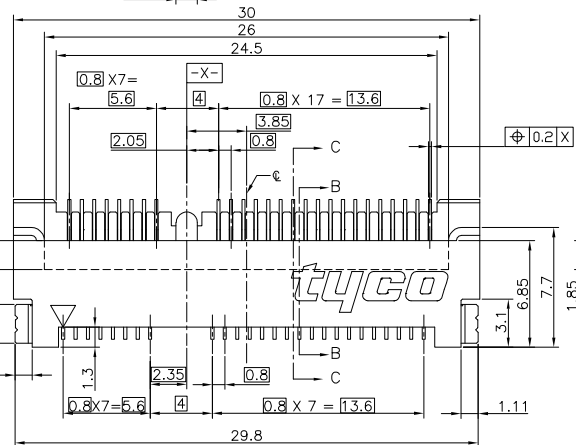 30
26
24.5
0.8 X7=
-X-
5.6
4
0.8 X 17 = 13.6
3.85
2.05
0.8
C
⌖ 0.2 X
℄
B
tyco
6.85
7.7
1.85
3.1
1.3
B
2.35
0.8
C
0.8X7=5.6
4
0.8 X 7 = 13.6
1.11
29.8